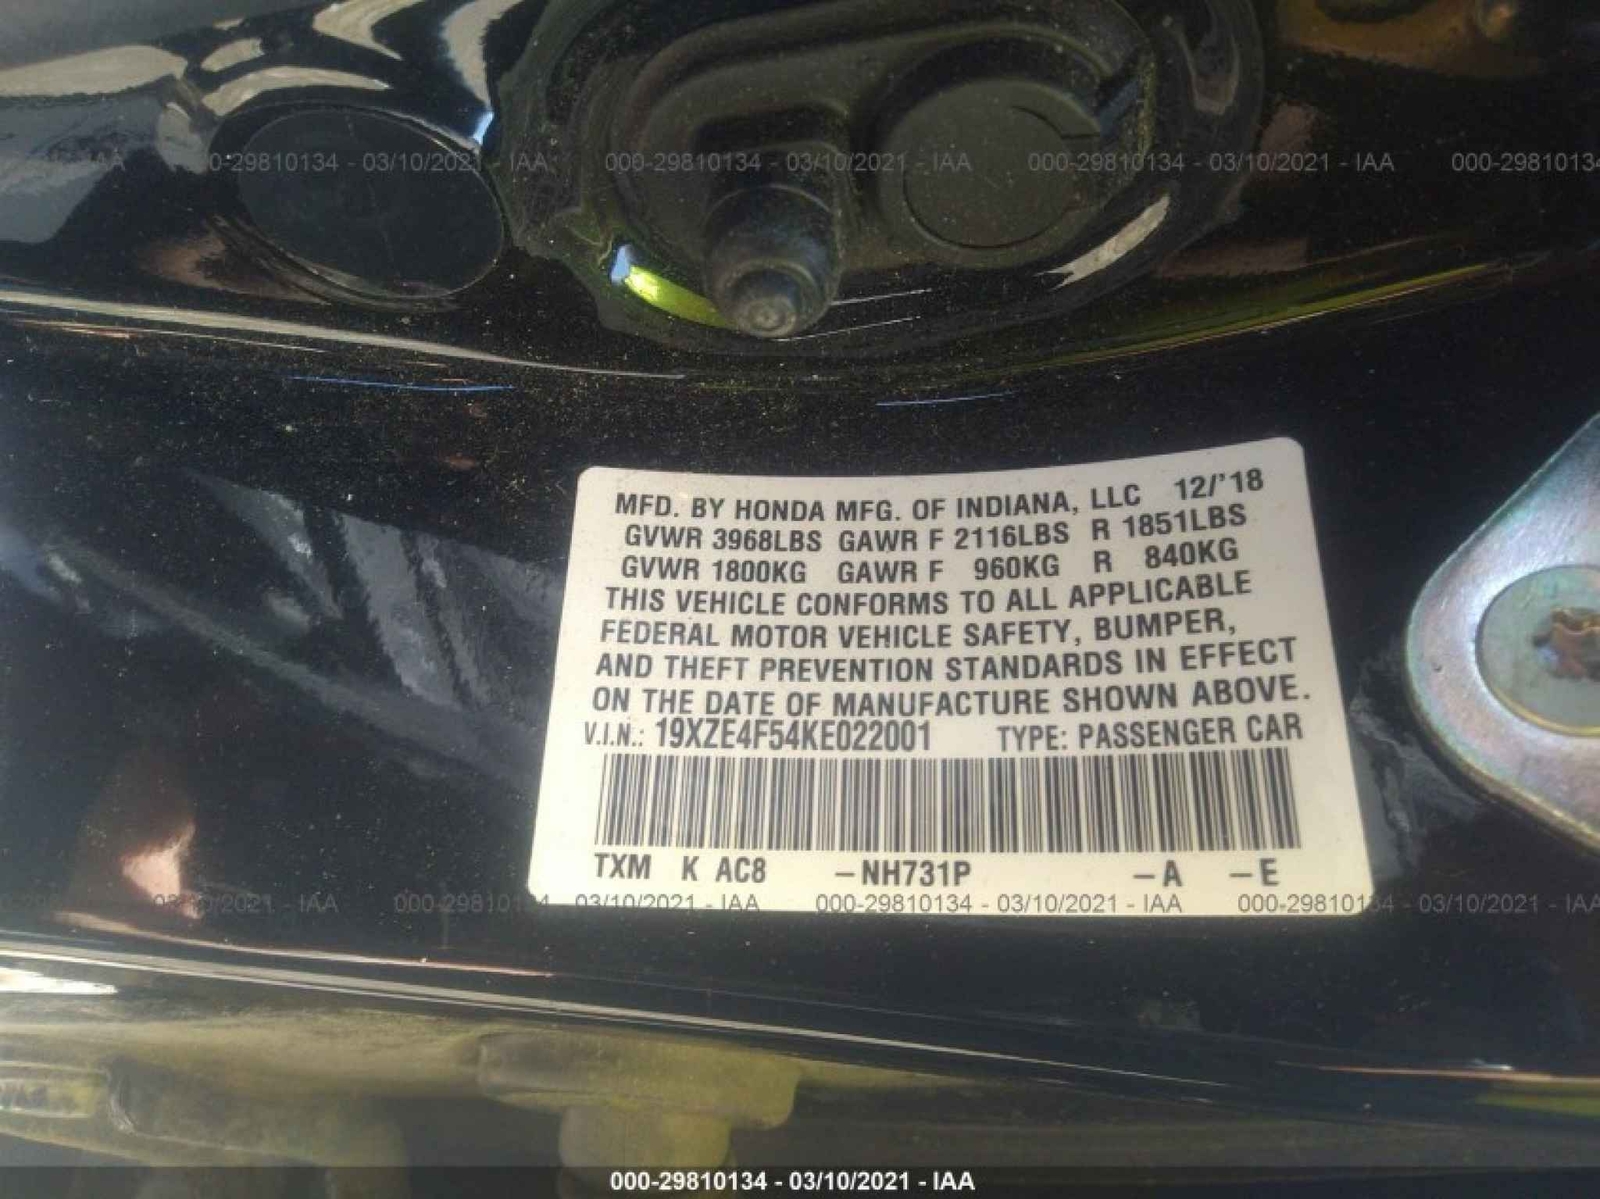 000-29810134 - 03/10/2021 - IAA
000-29810134 - 03/10/2021 - IAA
MFD. BY HONDA MFG. OF INDIANA, LLC 12/'18
GVWR 3968LBS GAWR F 2116LBS R 1851LBS
GVWR 1800KG GAWR F 960KG R 840KG
THIS VEHICLE CONFORMS TO ALL APPLICABLE
FEDERAL MOTOR VEHICLE SAFETY, BUMPER,
AND THEFT PREVENTION STANDARDS IN EFFECT
ON THE DATE OF MANUFACTURE SHOWN ABOVE.
V.I.N.: 19XZE4F54KE022001 TYPE: PASSENGER CAR
TXM K AC8 –NH731P –A –E
03/10/2021 - IAA 000-29810134 - 03/10/2021 - IAA 000-29810134 - 03/10/2021 - IAA
000-29810134 - 03/10/2021 - IAA